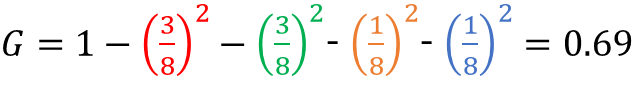 G = 1 − (3/8)² − (3/8)² - (1/8)² - (1/8)² = 0.69